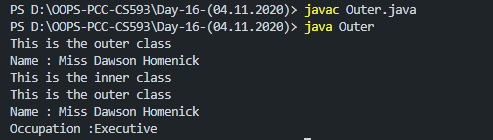 PS D:\OOPS-PCC-CS593\Day-16-(04.11.2020)> javac Outer.java
PS D:\OOPS-PCC-CS593\Day-16-(04.11.2020)> java Outer
This is the outer class
Name : Miss Dawson Homenick
This is the inner class
This is the outer class
Name : Miss Dawson Homenick
Occupation :Executive